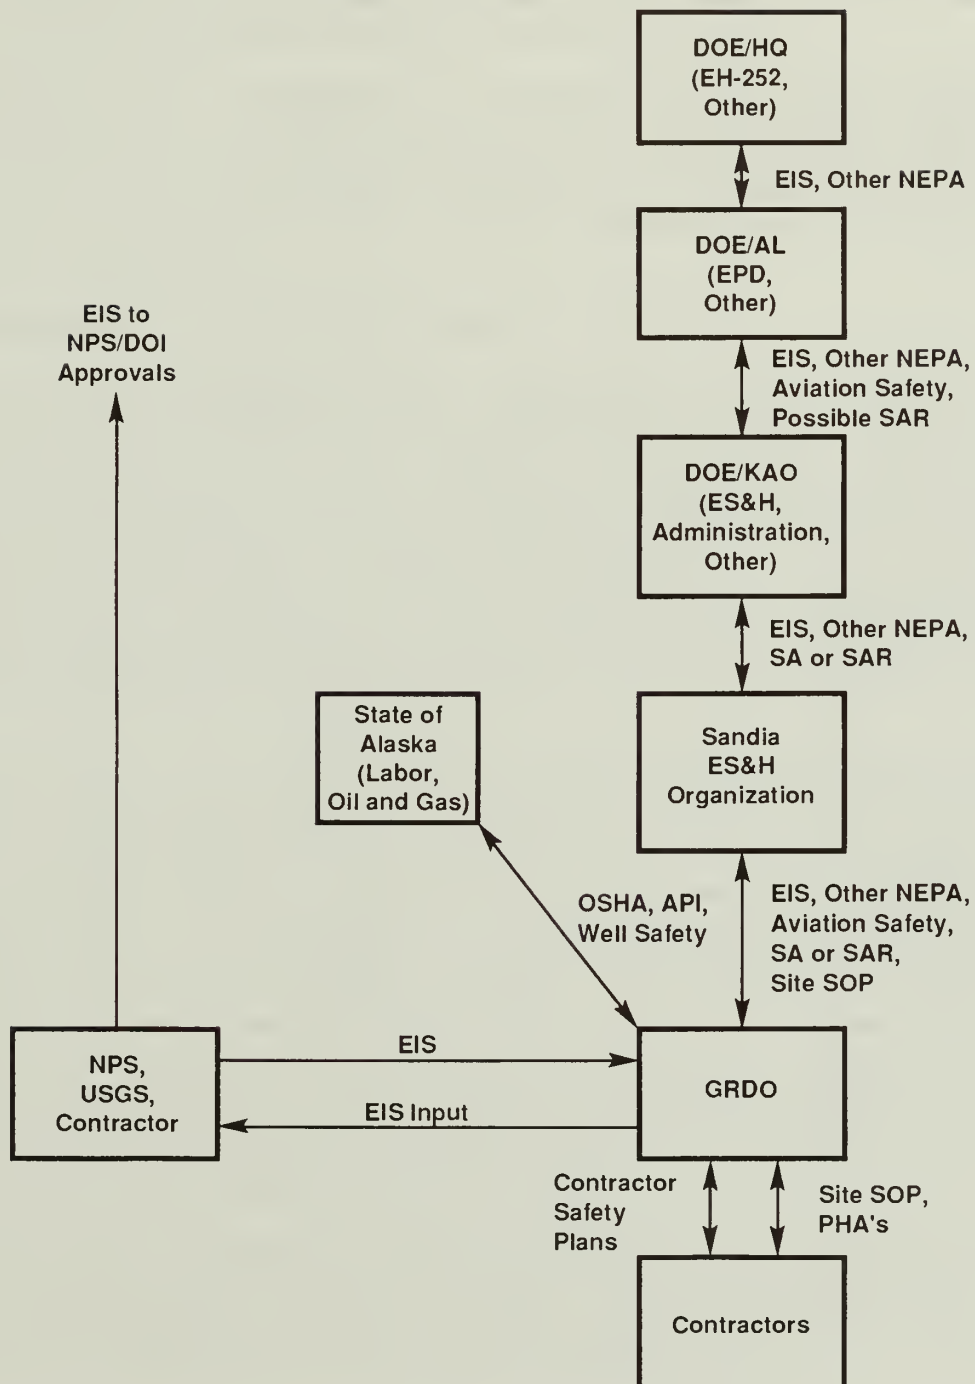 DOE/HQ
(EH-252,
Other)
EIS, Other NEPA
DOE/AL
(EPD,
Other)
EIS to
NPS/DOI
Approvals
EIS, Other NEPA,
Aviation Safety,
Possible SAR
DOE/KAO
(ES&H,
Administration,
Other)
EIS, Other NEPA,
SA or SAR
State of
Alaska
(Labor,
Oil and Gas)
Sandia
ES&H
Organization
OSHA, API,
Well Safety
EIS, Other NEPA,
Aviation Safety,
SA or SAR,
Site SOP
NPS,
USGS,
Contractor
EIS
EIS Input
GRDO
Contractor
Safety
Plans
Site SOP,
PHA's
Contractors